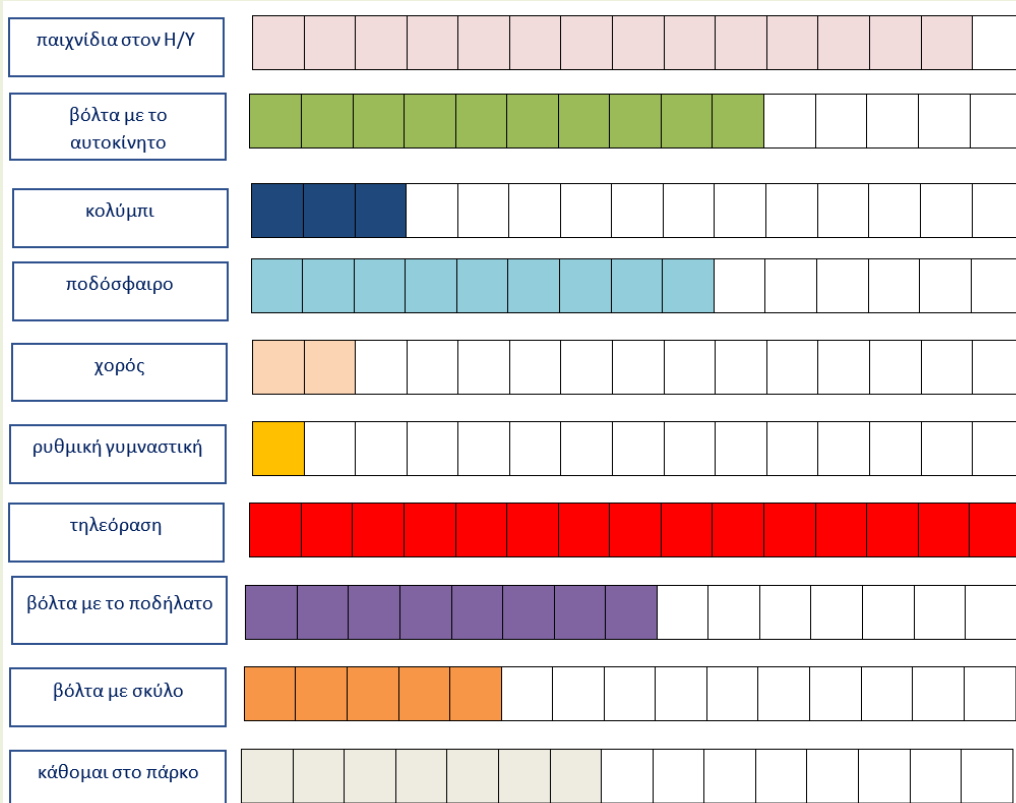 παιχνίδια στον Η/Υ
βόλτα με το
αυτοκίνητο
κολύμπι
ποδόσφαιρο
χορός
ρυθμική γυμναστική
τηλεόραση
βόλτα με το ποδήλατο
βόλτα με σκύλο
κάθομαι στο πάρκο